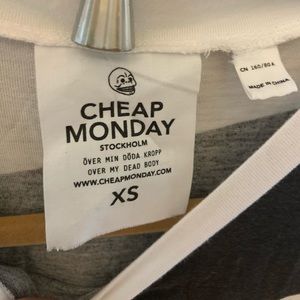 CHEAP
MONDAY
STOCKHOLM
ÖVER MIN DÖDA KROPP
OVER MY DEAD BODY
WWW.CHEAPMONDAY.COM
XS
CN 160/80A
MADE IN CHINA